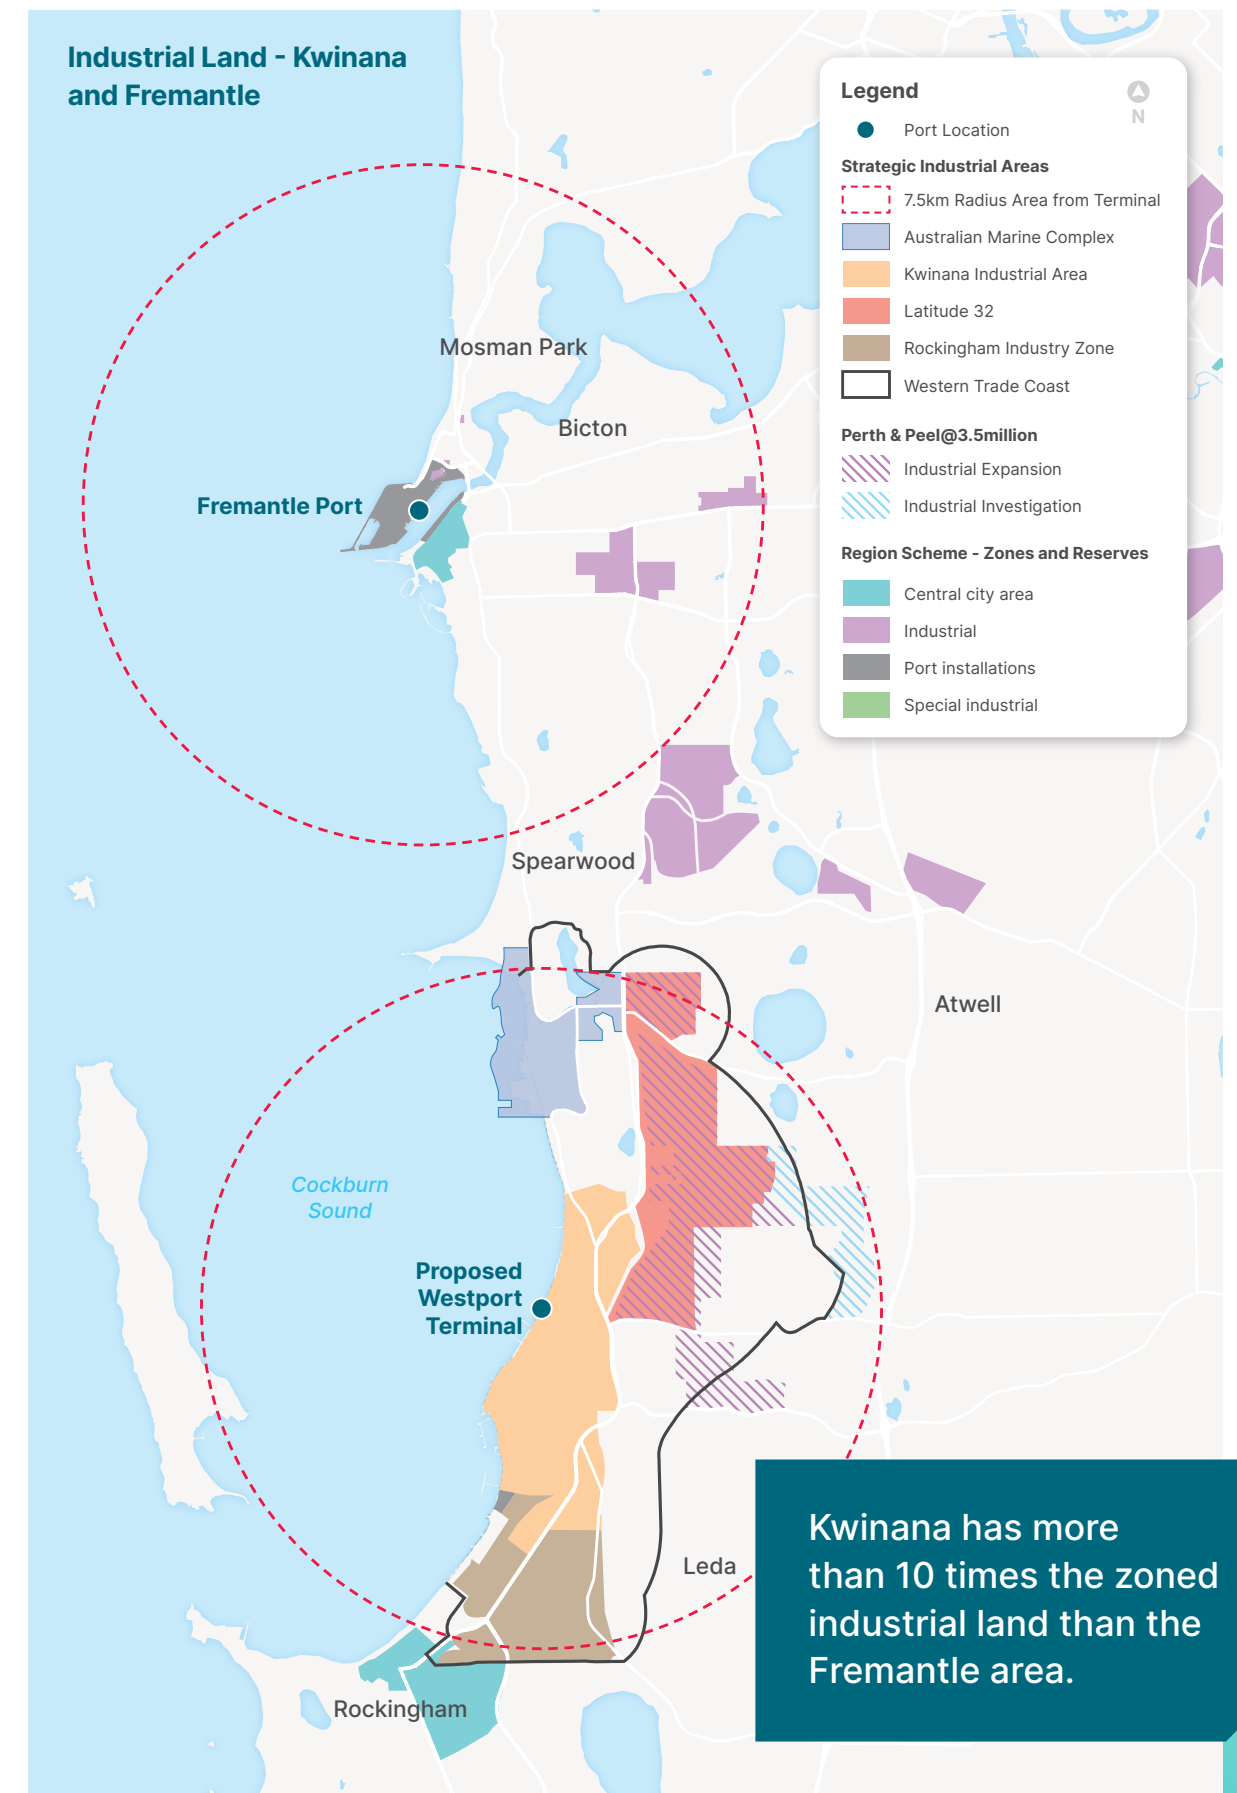 Industrial Land - Kwinana
and Fremantle
Legend
N
Port Location
Strategic Industrial Areas
7.5km Radius Area from Terminal
Australian Marine Complex
Kwinana Industrial Area
Latitude 32
Rockingham Industry Zone
Western Trade Coast
Perth & Peel@3.5million
Industrial Expansion
Industrial Investigation
Region Scheme - Zones and Reserves
Central city area
Industrial
Port installations
Special industrial
Mosman Park
Bicton
Fremantle Port
Spearwood
Atwell
Cockburn
Sound
Proposed
Westport
Terminal
Leda
Rockingham
Kwinana has more
than 10 times the zoned
industrial land than the
Fremantle area.